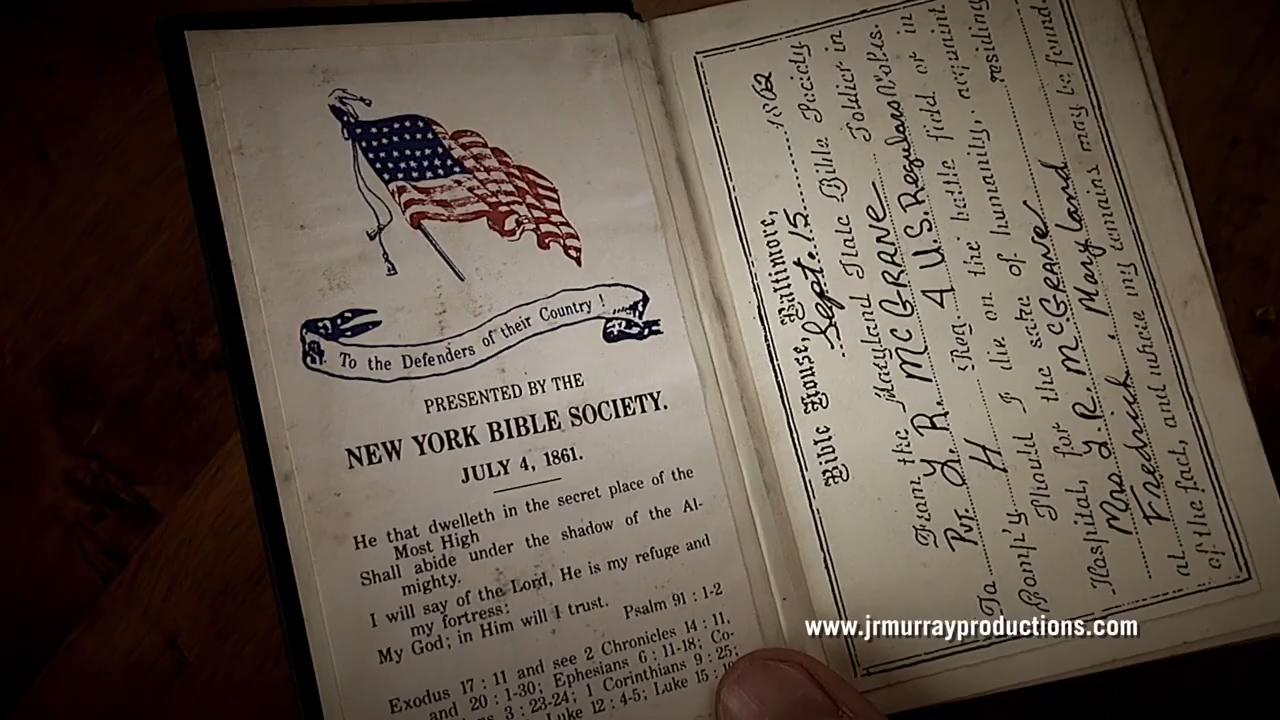 To the Defenders of their Country !
PRESENTED BY THE
NEW YORK BIBLE SOCIETY.
JULY 4, 1861.
He that dwelleth in the secret place of the
Most High
Shall abide under the shadow of the Al-
mighty.
I will say of the Lord, He is my refuge and
my fortress:
My God; in Him will I trust.
Psalm 91 : 1-2
Exodus 17 : 11 and see 2 Chronicles 14 : 11,
and 20 : 1-30; Ephesians 6 : 11-18; Co-
3 : 23-24; 1 Corinthians 9 : 25;
Luke 12 : 4-5; Luke 15 :
Bible House, Baltimore,
Sept. 15 1862
From the Maryland State Bible Society
To Pvt. J. R. McGRANE Soldier in
Comp'y. H Reg 4 U.S. Regulars Vol's.
Should I die on the battle field or in
Hospital, for the sake of humanity, acquaint
Mrs. J. R. McGRANE residing
at Fredrick, Maryland
of the fact, and where my remains may be found.
www.jrmurrayproductions.com